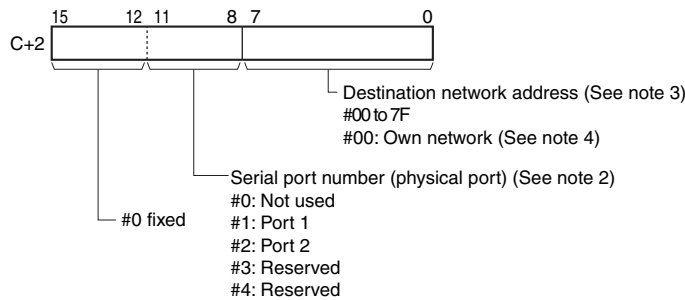 15 12 11 8 7 0
C+2
Destination network address (See note 3)
#00 to 7F
#00: Own network (See note 4)
Serial port number (physical port) (See note 2)
#0: Not used
#0 fixed
#1: Port 1
#2: Port 2
#3: Reserved
#4: Reserved